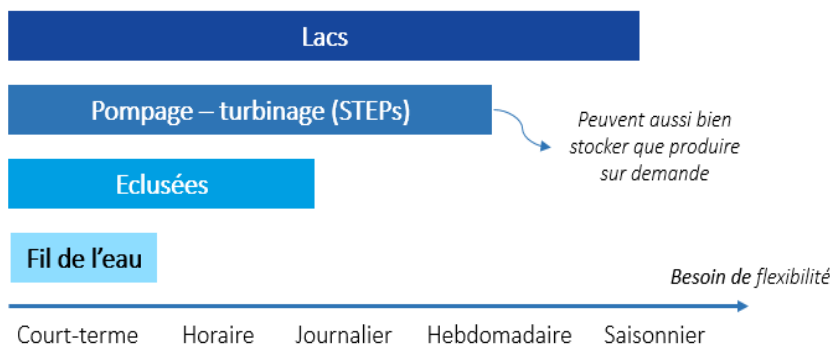 Lacs
Pompage – turbinage (STEPs)
Peuvent aussi bien
stocker que produire
sur demande
Eclusées
Fil de l'eau
Besoin de flexibilité
Court-terme Horaire Journalier Hebdomadaire Saisonnier